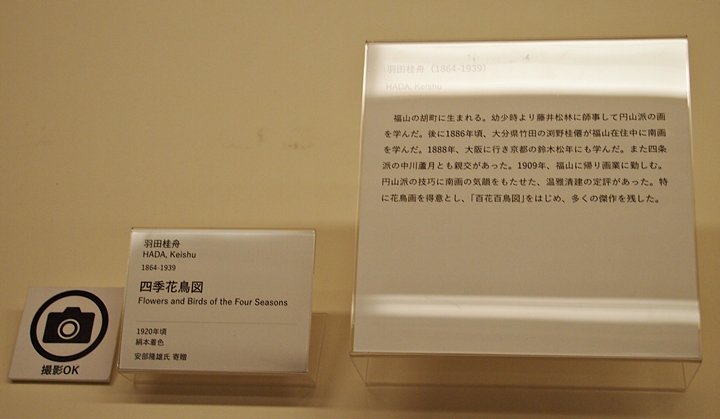 撮影OK
羽田桂舟
HADA, Keishu
1864-1939
四季花鳥図
Flowers and Birds of the Four Seasons
1920年頃
絹本着色
安部隆雄氏 寄贈
羽田桂舟(1864-1939)
HADA, Keishu
福山の胡町に生まれる。幼少時より藤井松林に師事して円山派の画
を学んだ。後に1886年頃、大分県竹田の渕野桂僊が福山在住中に南画
を学んだ。1888年、大阪に行き京都の鈴木松年にも学んだ。また四条
派の中川蘆月とも親交があった。1909年、福山に帰り画業に勤しむ。
円山派の技巧に南画の気韻をもたせた、温雅清建の定評があった。特
に花鳥画を得意とし、「百花百鳥図」をはじめ、多くの傑作を残した。